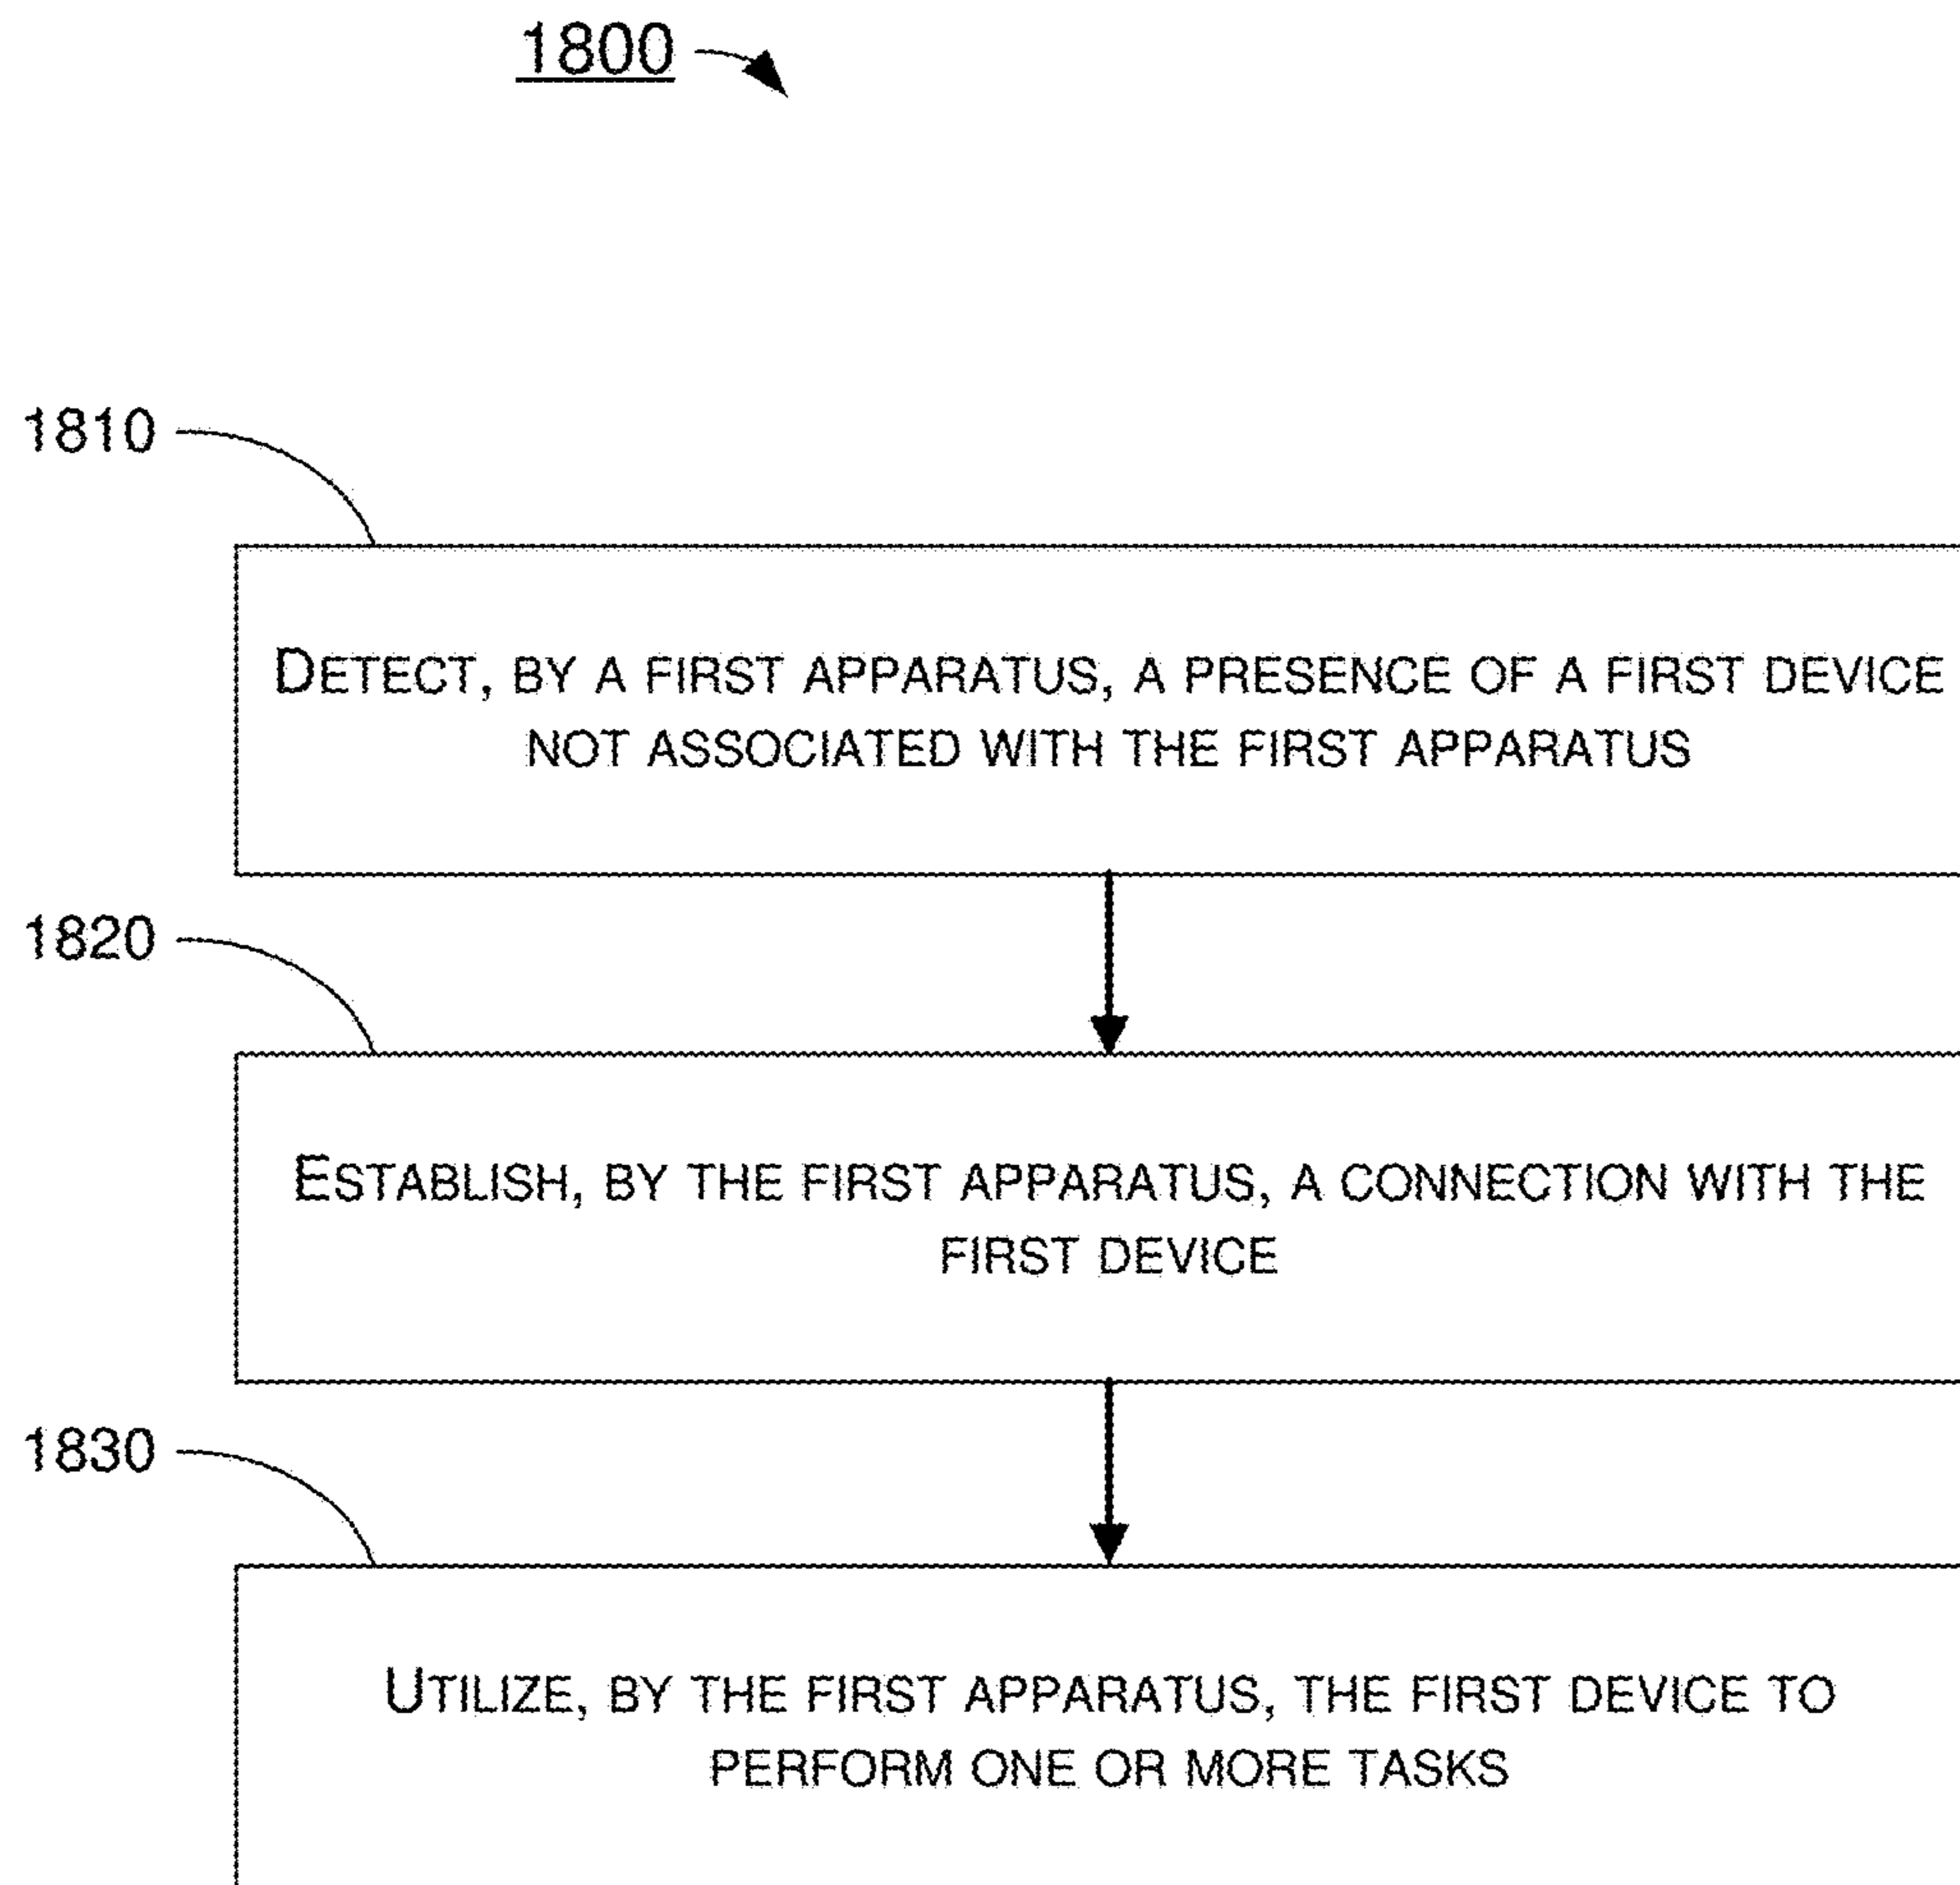 1800
1810
DETECT, BY A FIRST APPARATUS, A PRESENCE OF A FIRST DEVICE
NOT ASSOCIATED WITH THE FIRST APPARATUS
1820
ESTABLISH, BY THE FIRST APPARATUS, A CONNECTION WITH THE
FIRST DEVICE
1830
UTILIZE, BY THE FIRST APPARATUS, THE FIRST DEVICE TO
PERFORM ONE OR MORE TASKS